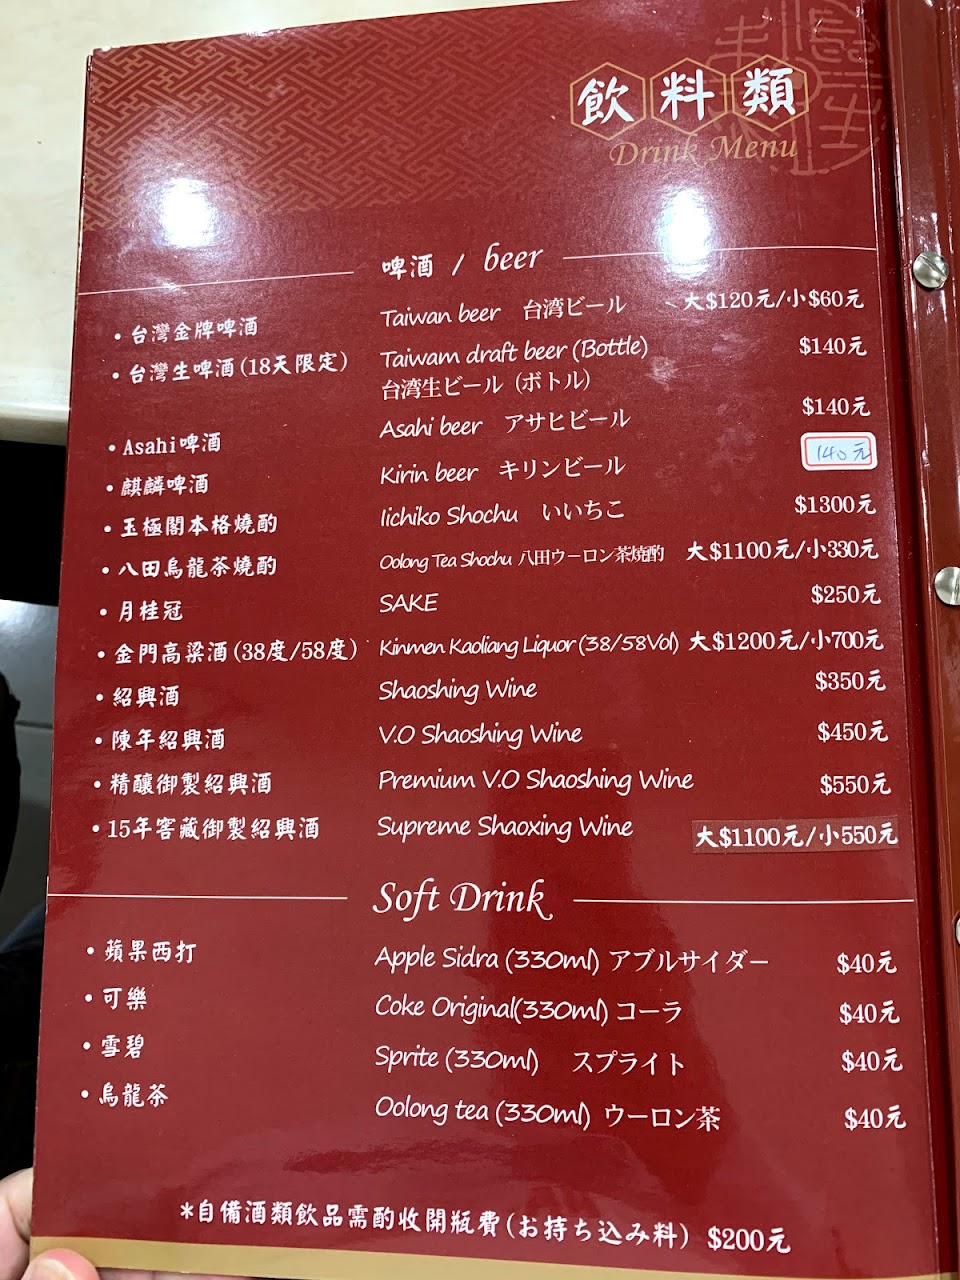 飲料類
Drink Menu
啤酒 / beer
・台灣金牌啤酒 Taiwan beer 台湾ビール 大$120元/小$60元
・台灣生啤酒(18天限定) Taiwam draft beer (Bottle) $140元
台湾生ビール (ボトル)
・Asahi啤酒 Asahi beer アサヒビール $140元
・麒麟啤酒 Kirin beer キリンビール 140元
・玉極閣本格燒酌 Iichiko Shochu いいちこ $1300元
・八田烏龍茶燒酌 Oolong Tea Shochu 八田ウーロン茶焼酌 大$1100元/小330元
・月桂冠 SAKE $250元
・金門高梁酒(38度/58度) Kinmen Kaoliang Liquor (38/58Vol) 大$1200元/小700元
・紹興酒 Shaoshing Wine $350元
・陳年紹興酒 V.O Shaoshing Wine $450元
・精釀御製紹興酒 Premium V.O Shaoshing Wine $550元
・15年窖藏御製紹興酒 Supreme Shaoxing Wine 大$1100元/小550元
Soft Drink
・蘋果西打 Apple Sidra (330ml) アブルサイダー $40元
・可樂 Coke Original(330ml) コーラ $40元
・雪碧 Sprite (330ml) スプライト $40元
・烏龍茶 Oolong tea (330ml) ウーロン茶 $40元
*自備酒類飲品需酌收開瓶費(お持ち込み料) $200元